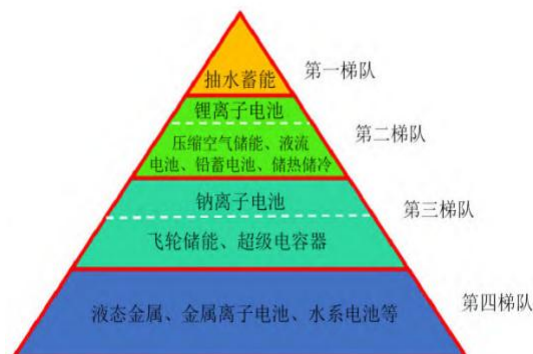 抽水蓄能
第一梯队
锂离子电池
压缩空气储能、液流
电池、铅蓄电池、储热储冷
第二梯队
钠离子电池
飞轮储能、超级电容器
第三梯队
液态金属、金属离子电池、水系电池等
第四梯队